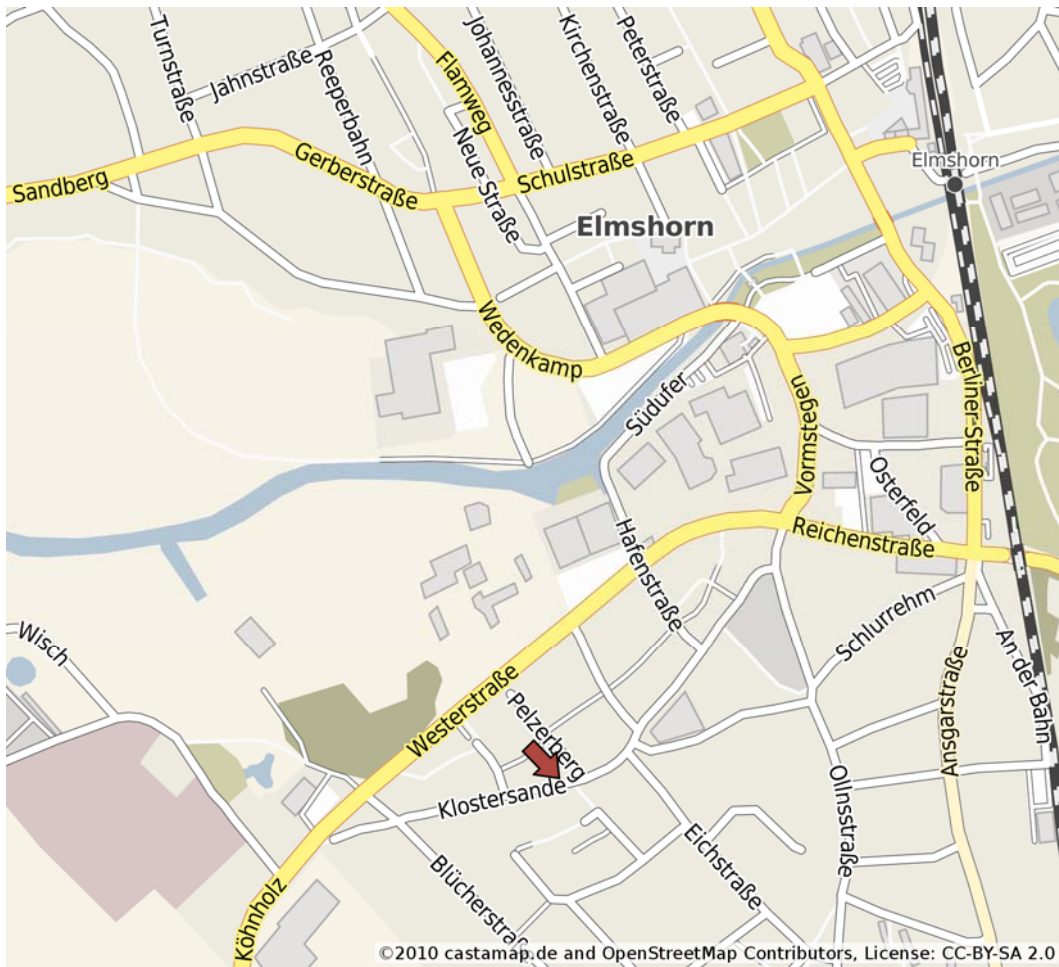 Turnstraße
Jahnstraße
Reeperbahn
Flamweg
Johannesstraße
Kirchenstraße
Peterstraße
Neue Straße
Elmshorn
Sandberg
Gerberstraße
Schulstraße
Elmshorn
Wedenkamp
Südufer
Vormstegen
Berliner Straße
Osterfeld
Reichenstraße
Hafenstraße
Schlurrehm
An der Bahn
Wisch
Westerstraße
Pelzerberg
Ansgarstraße
Klostersande
Ollnsstraße
Eichstraße
Blücherstraße
Köhnholz
©2010 castamap.de and OpenStreetMap Contributors, License: CC-BY-SA 2.0